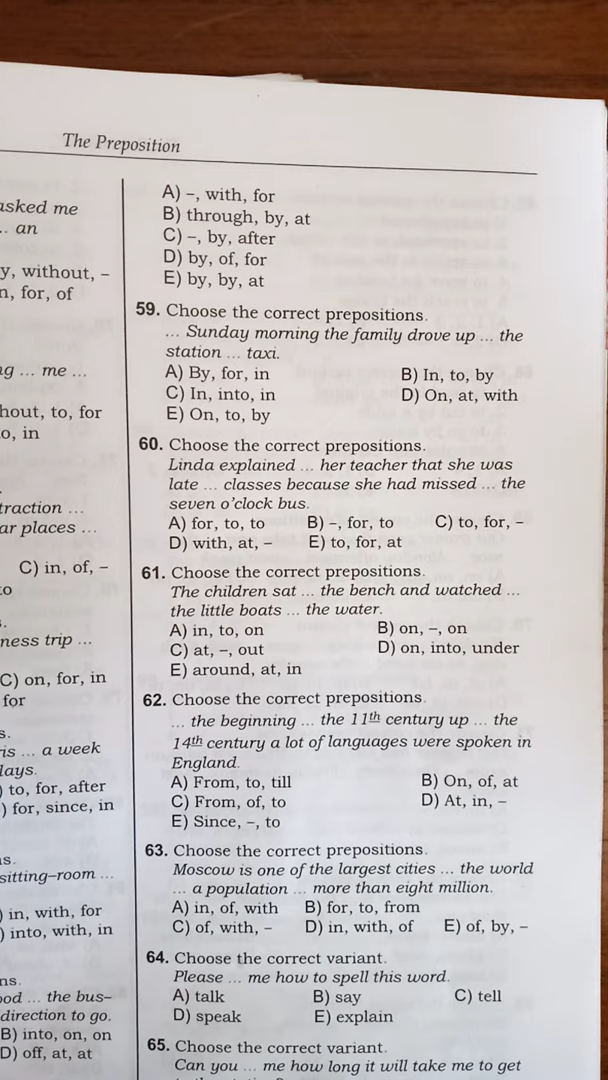 The Preposition
asked me
.. an
y, without, –
n, for, of
ng ... me ...
hout, to, for
o, in
traction ...
ar places ...
C) in, of, –
to
ness trip ...
C) on, for, in
for
s.
ris ... a week
days.
) to, for, after
) for, since, in
ns.
sitting–room ...
) in, with, for
) into, with, in
ns.
ood ... the bus–
direction to go.
B) into, on, on
D) off, at, at
A) –, with, for
B) through, by, at
C) –, by, after
D) by, of, for
E) by, by, at
59. Choose the correct prepositions.
... Sunday morning the family drove up ... the
station ... taxi.
A) By, for, in B) In, to, by
C) In, into, in D) On, at, with
E) On, to, by
60. Choose the correct prepositions.
Linda explained ... her teacher that she was
late ... classes because she had missed ... the
seven o'clock bus.
A) for, to, to B) –, for, to C) to, for, –
D) with, at, – E) to, for, at
61. Choose the correct prepositions.
The children sat ... the bench and watched ...
the little boats ... the water.
A) in, to, on B) on, –, on
C) at, –, out D) on, into, under
E) around, at, in
62. Choose the correct prepositions.
... the beginning ... the 11th century up ... the
14th century a lot of languages were spoken in
England.
A) From, to, till B) On, of, at
C) From, of, to D) At, in, –
E) Since, –, to
63. Choose the correct prepositions.
Moscow is one of the largest cities ... the world
... a population ... more than eight million.
A) in, of, with B) for, to, from
C) of, with, – D) in, with, of E) of, by, –
64. Choose the correct variant.
Please ... me how to spell this word.
A) talk B) say C) tell
D) speak E) explain
65. Choose the correct variant.
Can you ... me how long it will take me to get